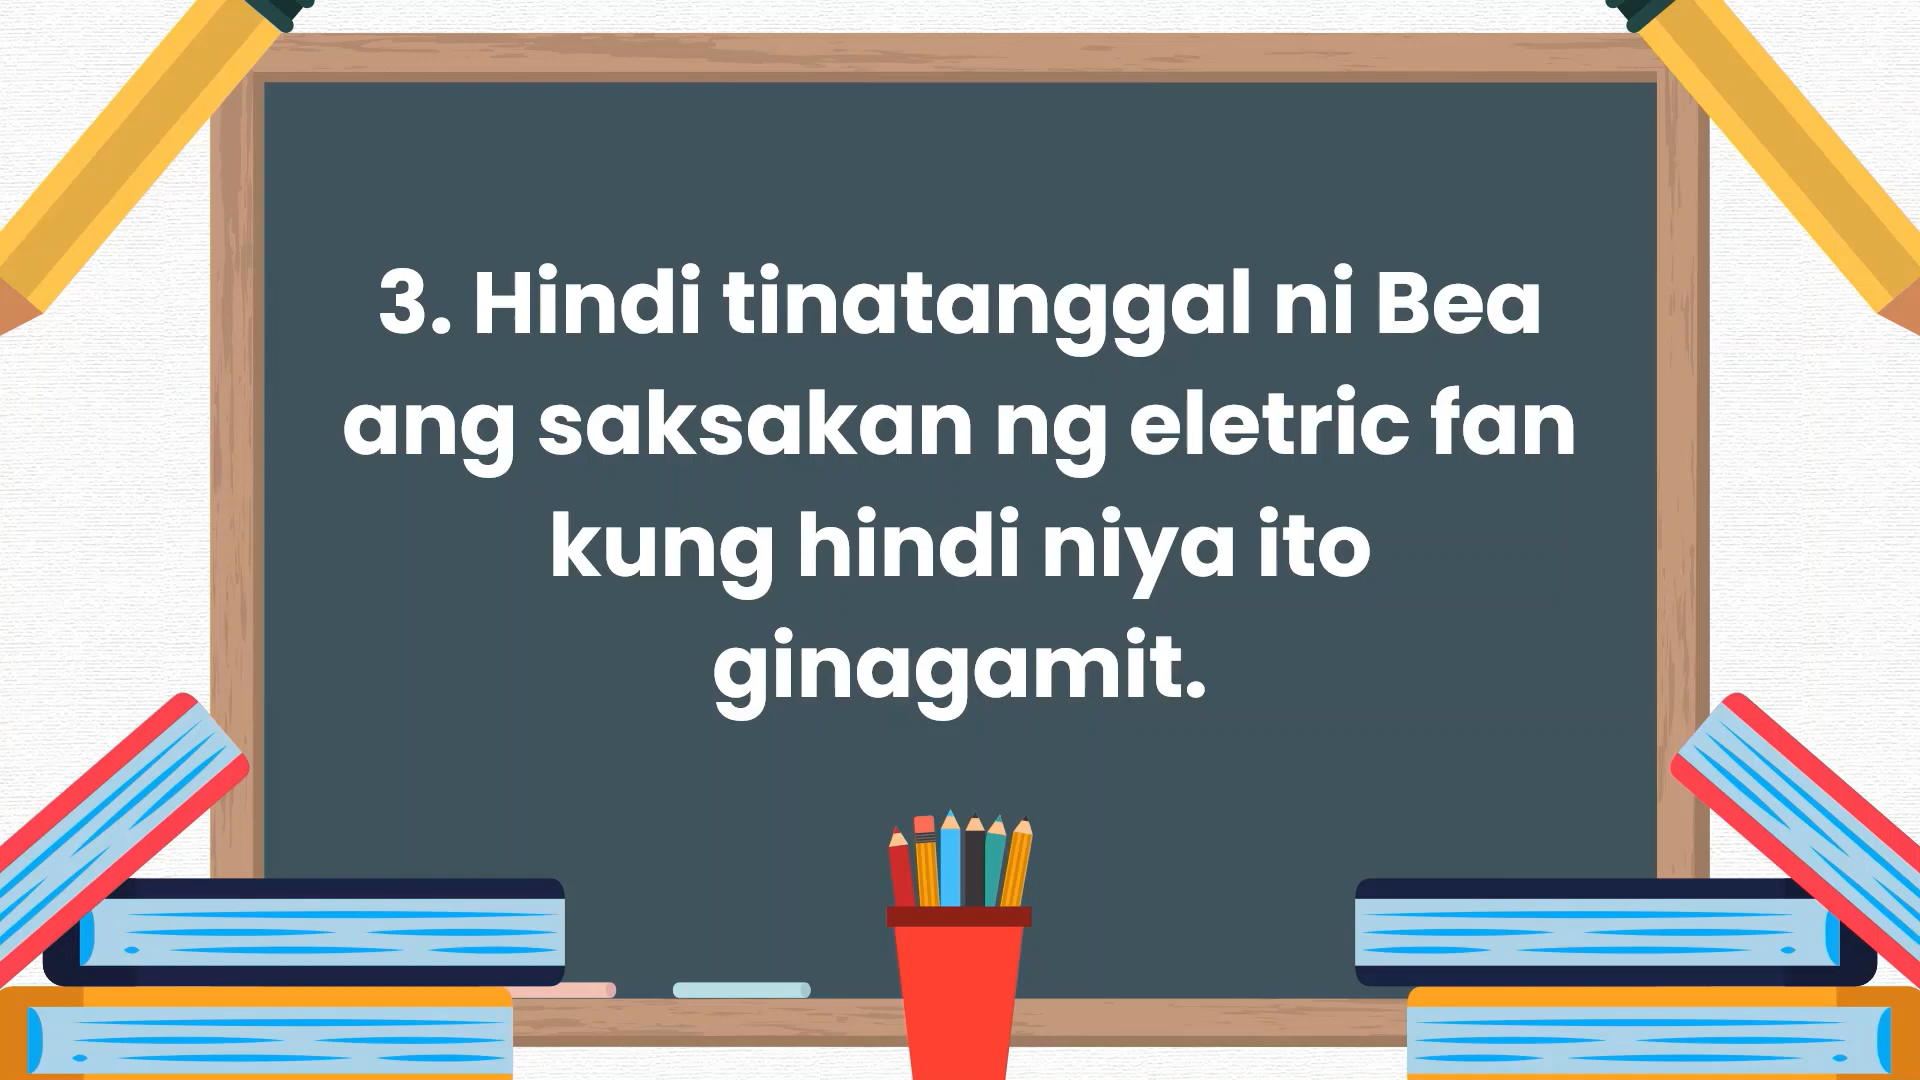 3. Hindi tinatanggal ni Bea
ang saksakan ng eletric fan
kung hindi niya ito
ginagamit.